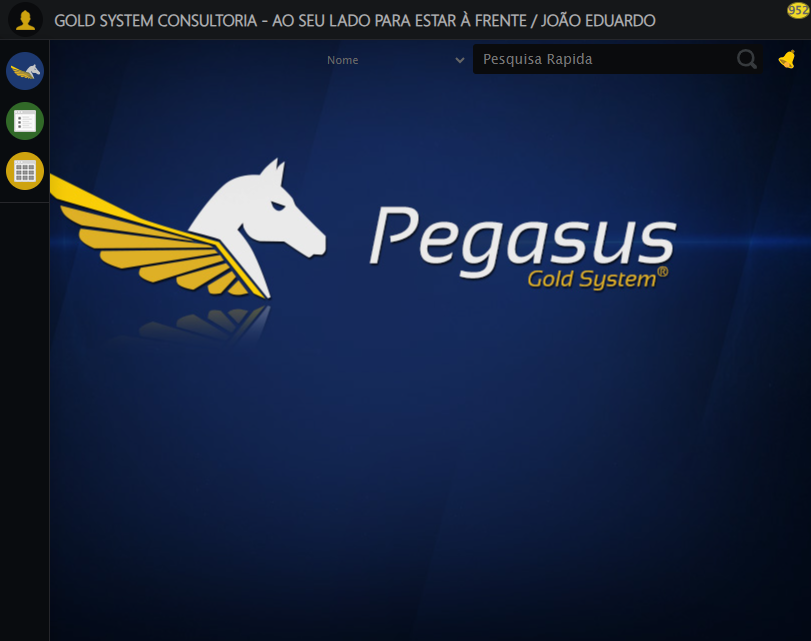 GOLD SYSTEM CONSULTORIA - AO SEU LADO PARA ESTAR À FRENTE / JOÃO EDUARDO
952
Nome
Pesquisa Rapida
Pegasus
Gold System®